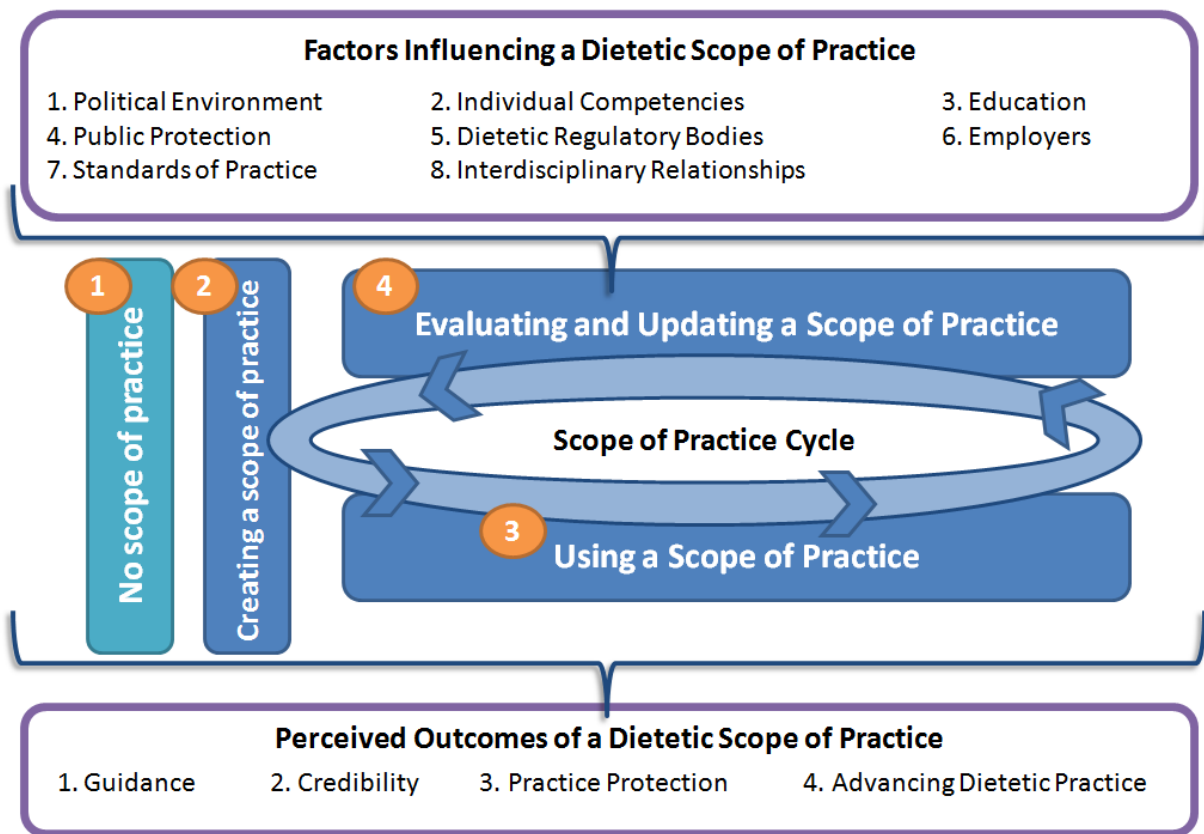 Factors Influencing a Dietetic Scope of Practice
1. Political Environment 2. Individual Competencies 3. Education
4. Public Protection 5. Dietetic Regulatory Bodies 6. Employers
7. Standards of Practice 8. Interdisciplinary Relationships
1
No scope of practice
2
Creating a scope of practice
4
Evaluating and Updating a Scope of Practice
Scope of Practice Cycle
3
Using a Scope of Practice
Perceived Outcomes of a Dietetic Scope of Practice
1. Guidance 2. Credibility 3. Practice Protection 4. Advancing Dietetic Practice